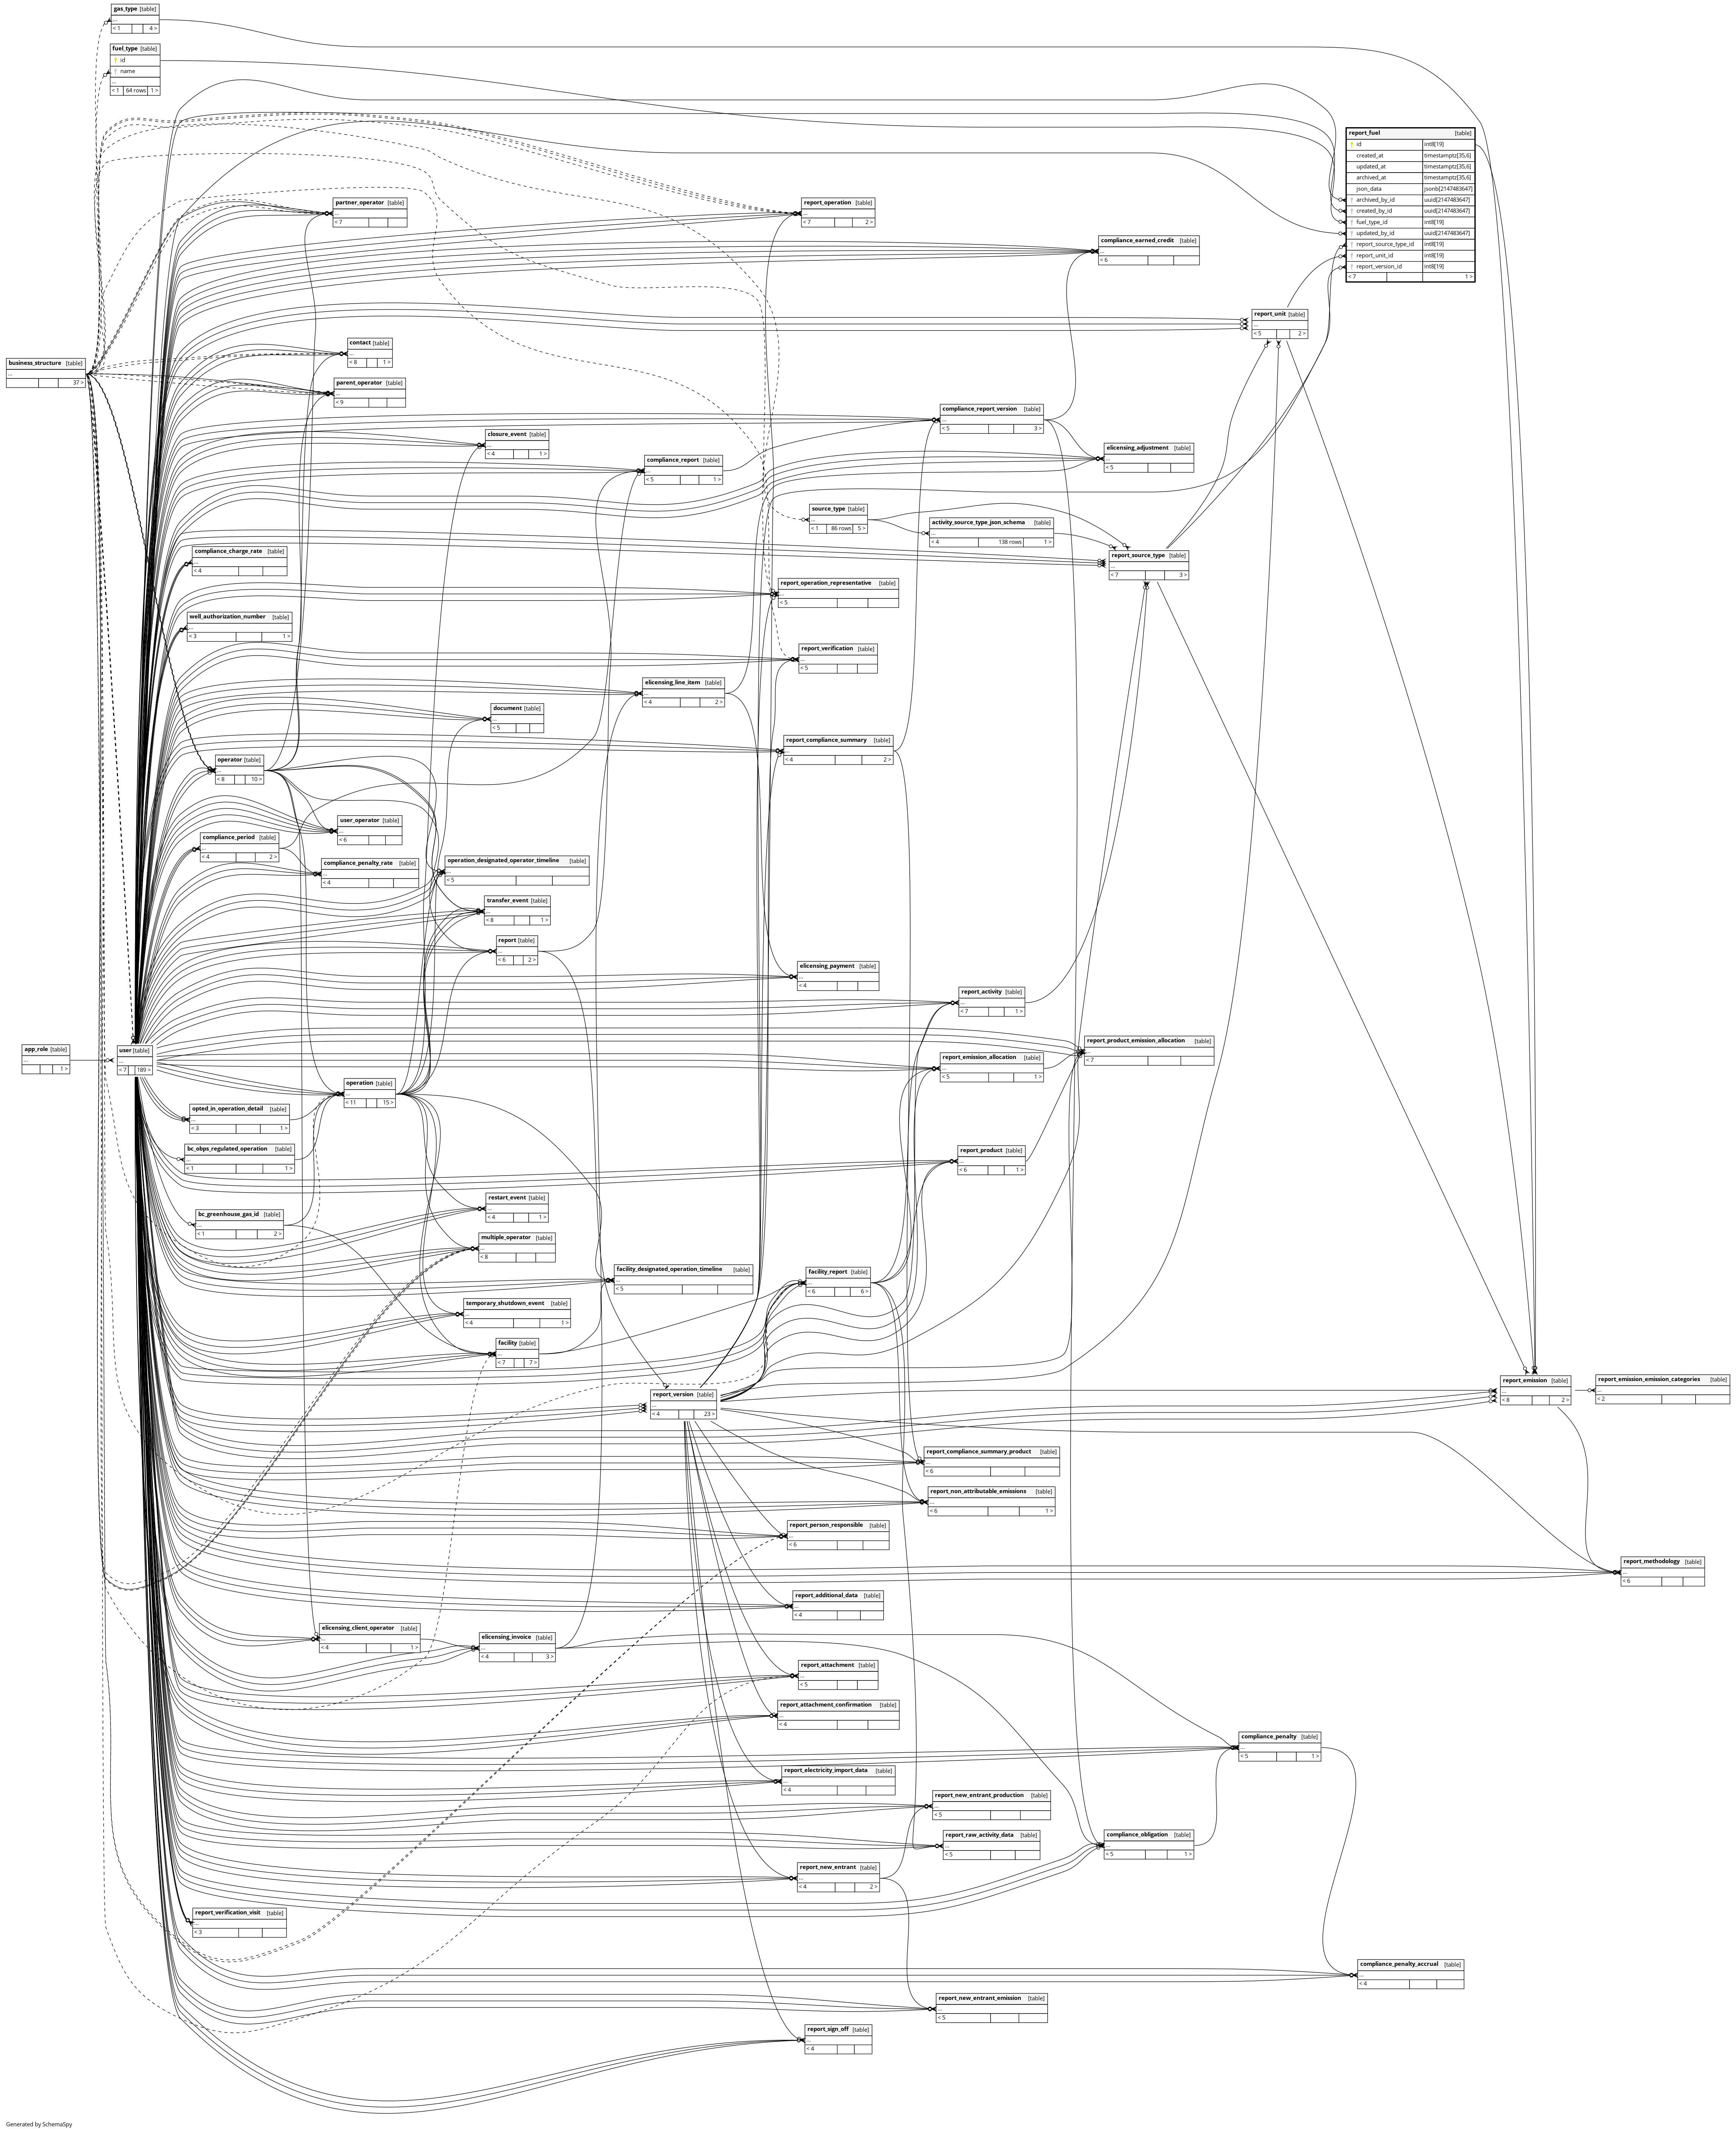 gas_type [table]
...
< 1 4 >
fuel_type [table]
id
name
...
< 1 64 rows 1 >
report_fuel [table]
id int8[19]
created_at timestamptz[35,6]
updated_at timestamptz[35,6]
archived_at timestamptz[35,6]
json_data jsonb[2147483647]
archived_by_id uuid[2147483647]
created_by_id uuid[2147483647]
fuel_type_id int8[19]
updated_by_id uuid[2147483647]
report_source_type_id int8[19]
report_unit_id int8[19]
report_version_id int8[19]
< 7 1 >
partner_operator [table]
...
< 7
report_operation [table]
...
< 7 2 >
compliance_earned_credit [table]
...
< 6
report_unit [table]
...
< 5 2 >
contact [table]
...
< 8 1 >
business_structure [table]
...
37 >
parent_operator [table]
...
< 9
compliance_report_version [table]
...
< 5 3 >
closure_event [table]
...
< 4 1 >
elicensing_adjustment [table]
...
< 5
compliance_report [table]
...
< 5 1 >
source_type [table]
...
< 1 86 rows 5 >
activity_source_type_json_schema [table]
...
< 4 138 rows 1 >
compliance_charge_rate [table]
...
< 4
report_source_type [table]
...
< 7 3 >
report_operation_representative [table]
...
< 5
well_authorization_number [table]
...
< 3 1 >
report_verification [table]
...
< 5
elicensing_line_item [table]
...
< 4 2 >
document [table]
...
< 5
report_compliance_summary [table]
...
< 4 2 >
operator [table]
...
< 8 10 >
user_operator [table]
...
< 6
compliance_period [table]
...
< 4 2 >
compliance_penalty_rate [table]
...
< 4
operation_designated_operator_timeline [table]
...
< 5
transfer_event [table]
...
< 8 1 >
report [table]
...
< 6 2 >
elicensing_payment [table]
...
< 4
report_activity [table]
...
< 7 1 >
report_product_emission_allocation [table]
...
< 7
app_role [table]
...
1 >
user [table]
...
< 7 189 >
report_emission_allocation [table]
...
< 5 1 >
operation [table]
...
< 11 15 >
opted_in_operation_detail [table]
...
< 3 1 >
bc_obps_regulated_operation [table]
...
< 1 1 >
report_product [table]
...
< 6 1 >
restart_event [table]
...
< 4 1 >
bc_greenhouse_gas_id [table]
...
< 1 2 >
multiple_operator [table]
...
< 8
facility_designated_operation_timeline [table]
...
< 5
facility_report [table]
...
< 6 6 >
temporary_shutdown_event [table]
...
< 4 1 >
facility [table]
...
< 7 7 >
report_version [table]
...
< 4 23 >
report_emission [table]
...
< 8 2 >
report_emission_emission_categories [table]
...
< 2
report_compliance_summary_product [table]
...
< 6
report_non_attributable_emissions [table]
...
< 6 1 >
report_person_responsible [table]
...
< 6
report_methodology [table]
...
< 6
report_additional_data [table]
...
< 4
elicensing_client_operator [table]
...
< 4 1 >
elicensing_invoice [table]
...
< 4 3 >
report_attachment [table]
...
< 5
report_attachment_confirmation [table]
...
< 4
compliance_penalty [table]
...
< 5 1 >
report_electricity_import_data [table]
...
< 4
report_new_entrant_production [table]
...
< 5
report_raw_activity_data [table]
...
< 5
compliance_obligation [table]
...
< 5 1 >
report_new_entrant [table]
...
< 4 2 >
report_verification_visit [table]
...
< 3
compliance_penalty_accrual [table]
...
< 4
report_new_entrant_emission [table]
...
< 5
report_sign_off [table]
...
< 4
Generated by SchemaSpy